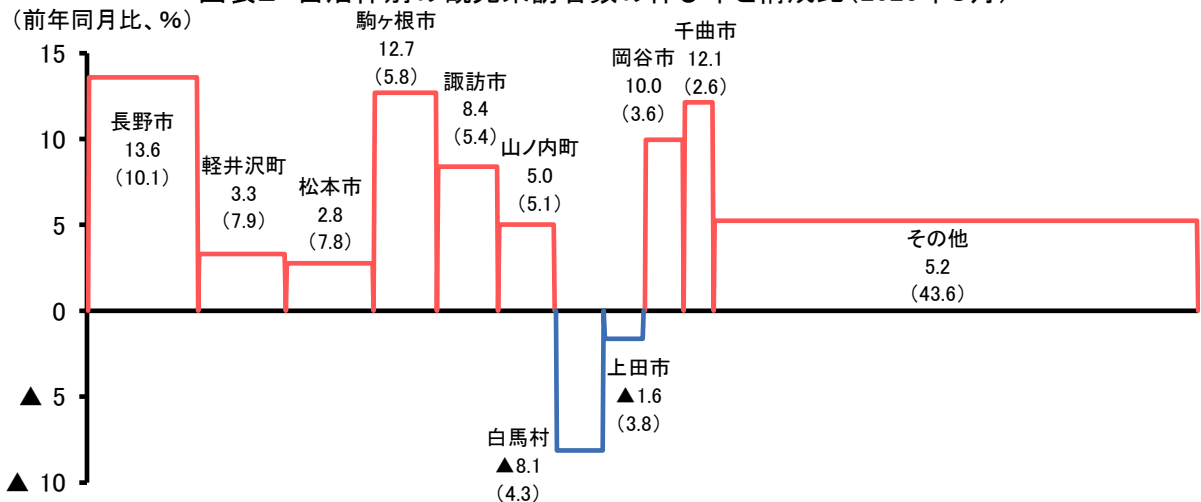 （前年同月比、%）
15
10
5
0
▲ 5
▲ 10
長野市
13.6
（10.1）
軽井沢町
3.3
（7.9）
松本市
2.8
（7.8）
駒ヶ根市
12.7
（5.8）
諏訪市
8.4
（5.4）
山ノ内町
5.0
（5.1）
白馬村
▲8.1
（4.3）
上田市
▲1.6
（3.8）
岡谷市
10.0
（3.6）
千曲市
12.1
（2.6）
その他
5.2
（43.6）